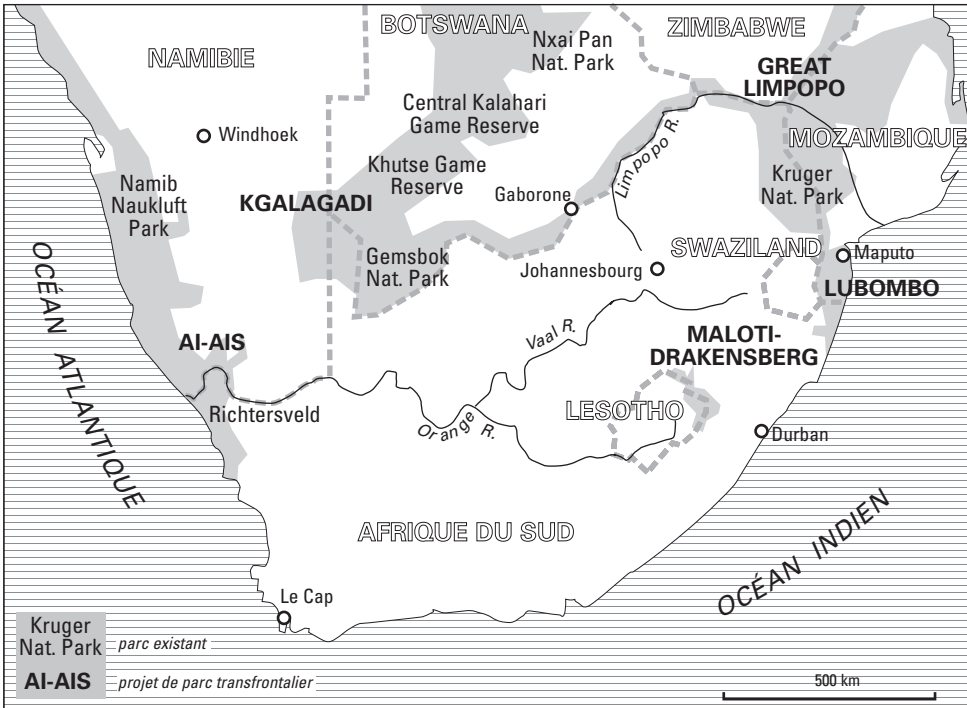 BOTSWANA
ZIMBABWE
NAMIBIE
Nxai Pan
Nat. Park
GREAT
LIMPOPO
Central Kalahari
Game Reserve
Windhoek
Limpopo R.
MOZAMBIQUE
Khutse Game
Reserve
Kruger
Nat. Park
Namib
Naukluft
Park
KGALAGADI
Gaborone
Gemsbok
Nat. Park
SWAZILAND
Maputo
Johannesbourg
LUBOMBO
OCÉAN ATLANTIQUE
Vaal R.
AI-AIS
MALOTI-
DRAKENSBERG
Richtersveld
LESOTHO
Orange R.
Durban
AFRIQUE DU SUD
OCÉAN INDIEN
Le Cap
Kruger
Nat. Park
parc existant
AI-AIS
projet de parc transfrontalier
500 km